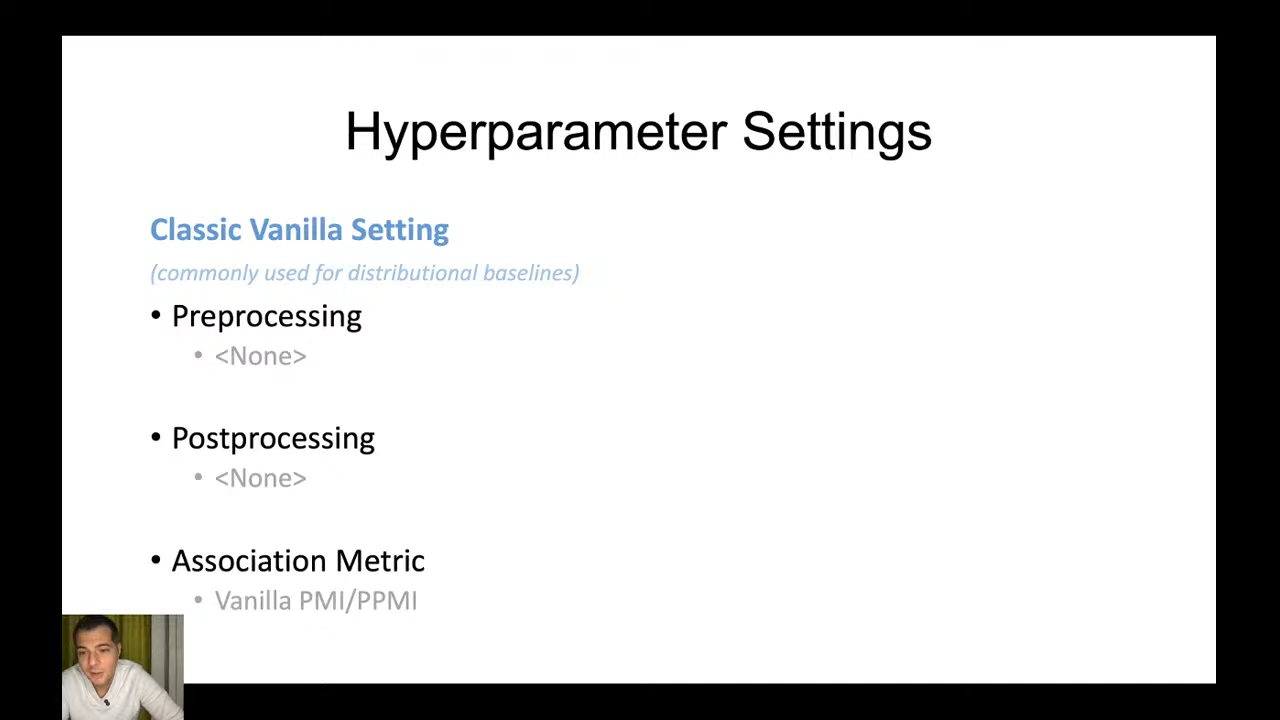 Hyperparameter Settings
Classic Vanilla Setting
(commonly used for distributional baselines)
• Preprocessing
• <None>
• Postprocessing
• <None>
• Association Metric
• Vanilla PMI/PPMI